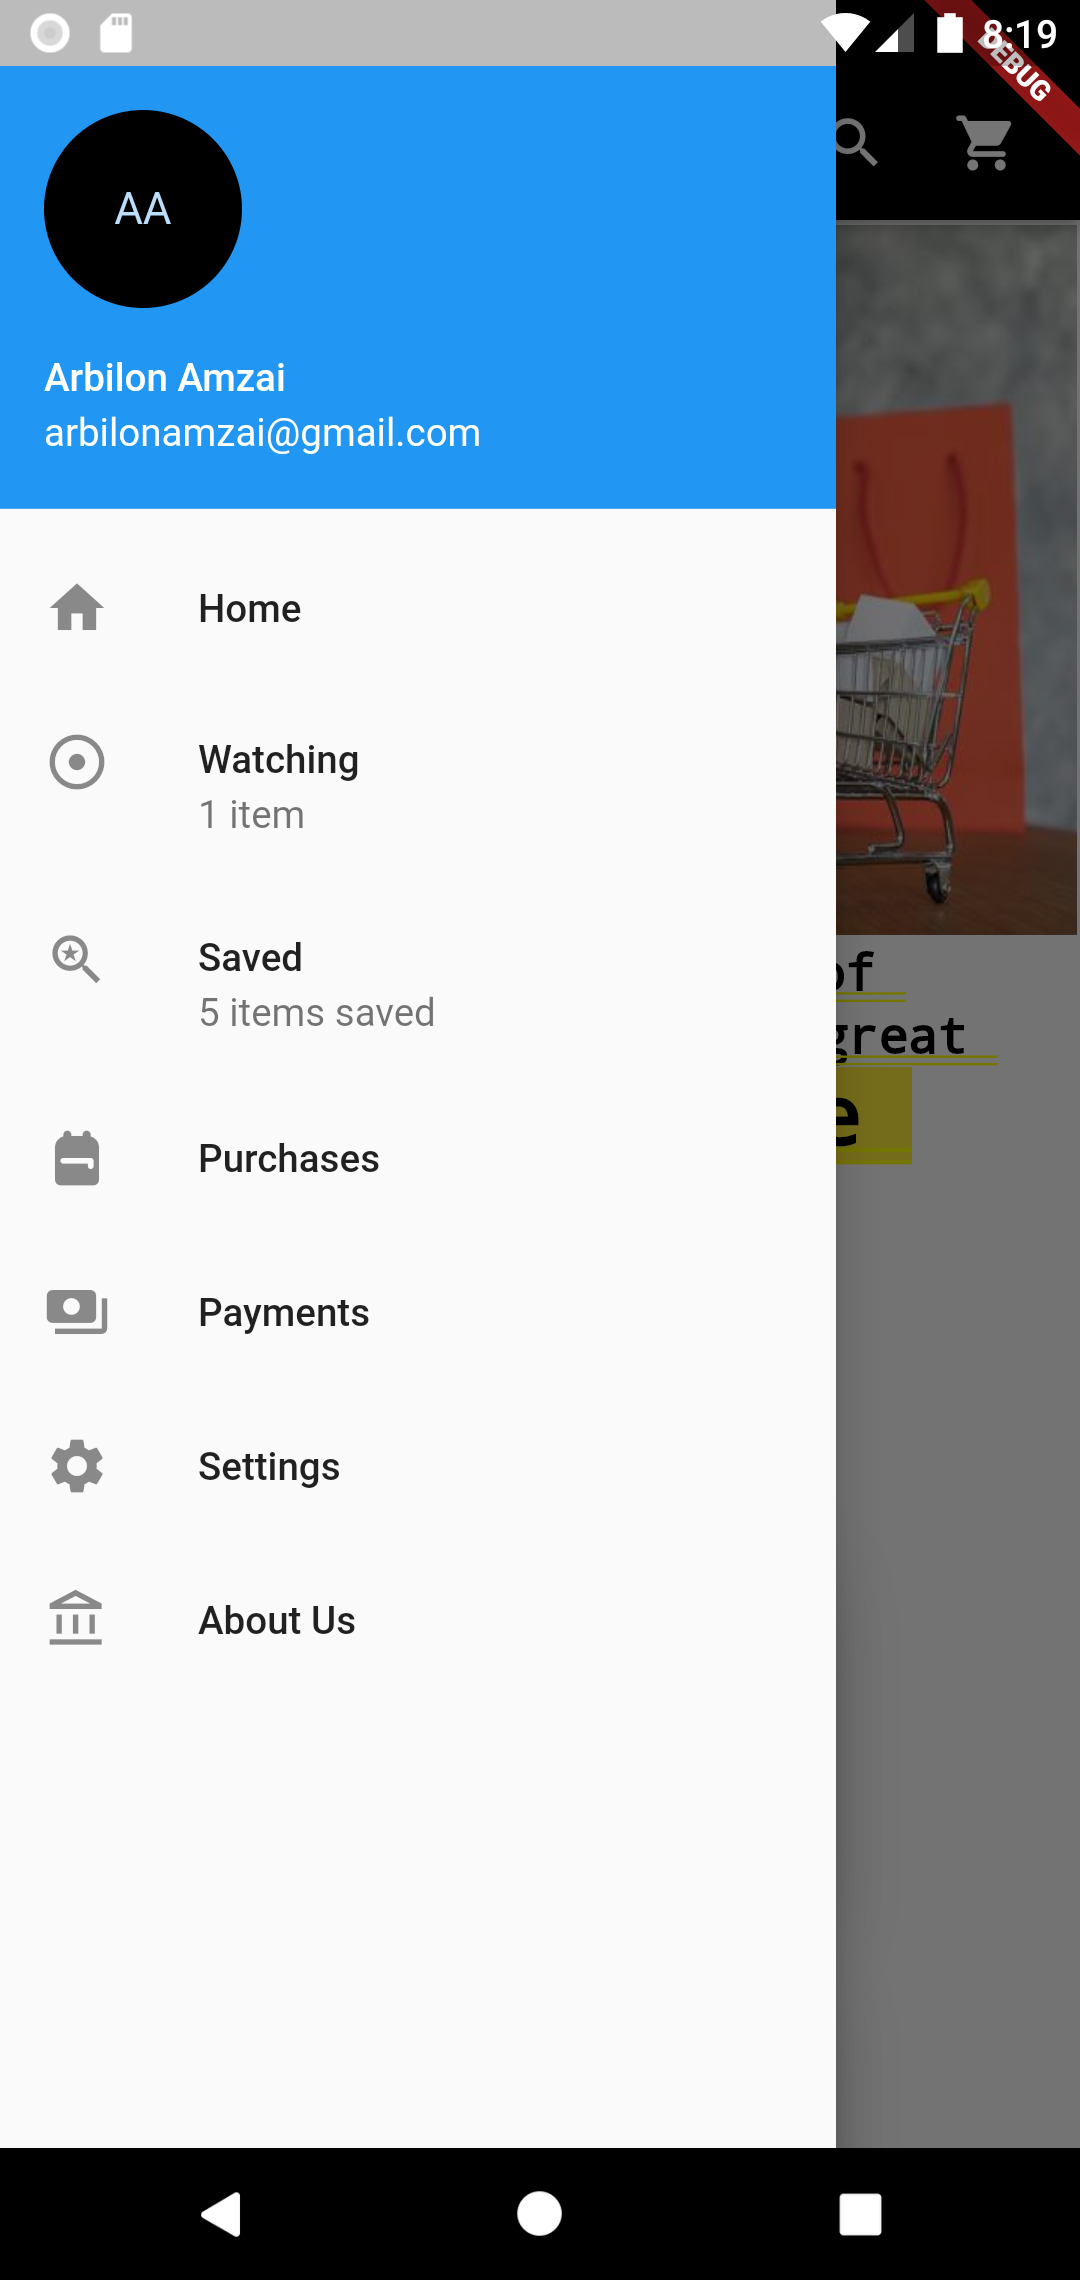 8:19
DEBUG
AA
Arbilon Amzai
arbilonamzai@gmail.com
Home
Watching
1 item
Saved
5 items saved
of
great
Purchases
Payments
Settings
About Us